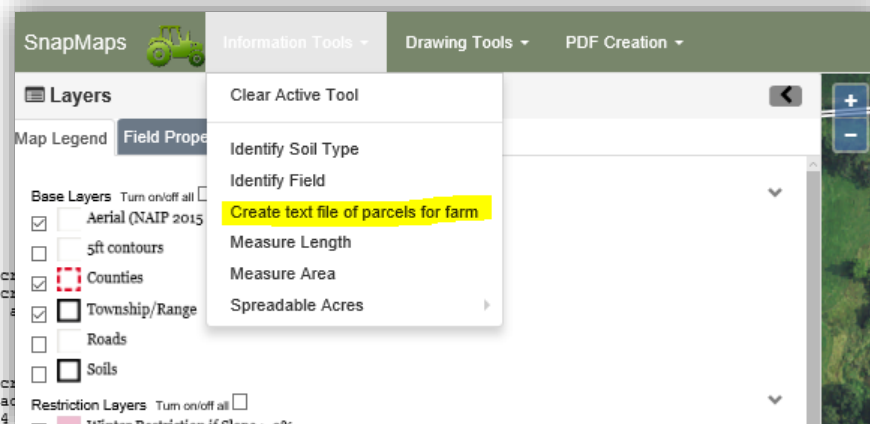 SnapMaps Information Tools Drawing Tools PDF Creation
Layers
Clear Active Tool
Map Legend Field Prope
Identify Soil Type
Identify Field
Create text file of parcels for farm
Measure Length
Measure Area
Spreadable Acres
Base Layers Turn on/off all
Aerial (NAIP 2015
5ft contours
Counties
Township/Range
Roads
Soils
Restriction Layers Turn on/off all